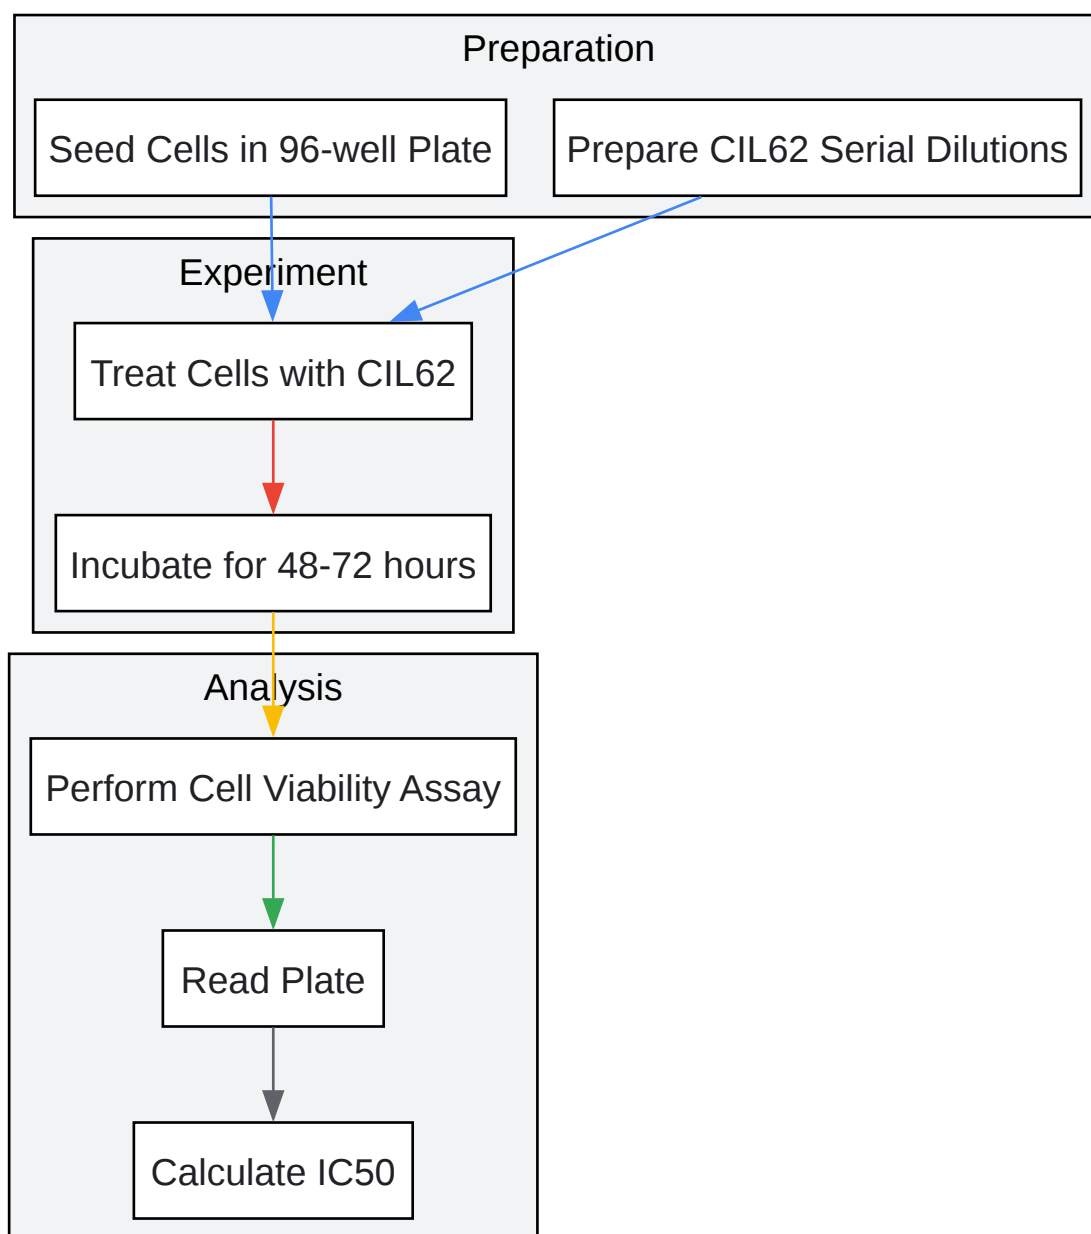 Preparation
Seed Cells in 96-well Plate
Prepare CIL62 Serial Dilutions
Experiment
Treat Cells with CIL62
Incubate for 48-72 hours
Analysis
Perform Cell Viability Assay
Read Plate
Calculate IC50